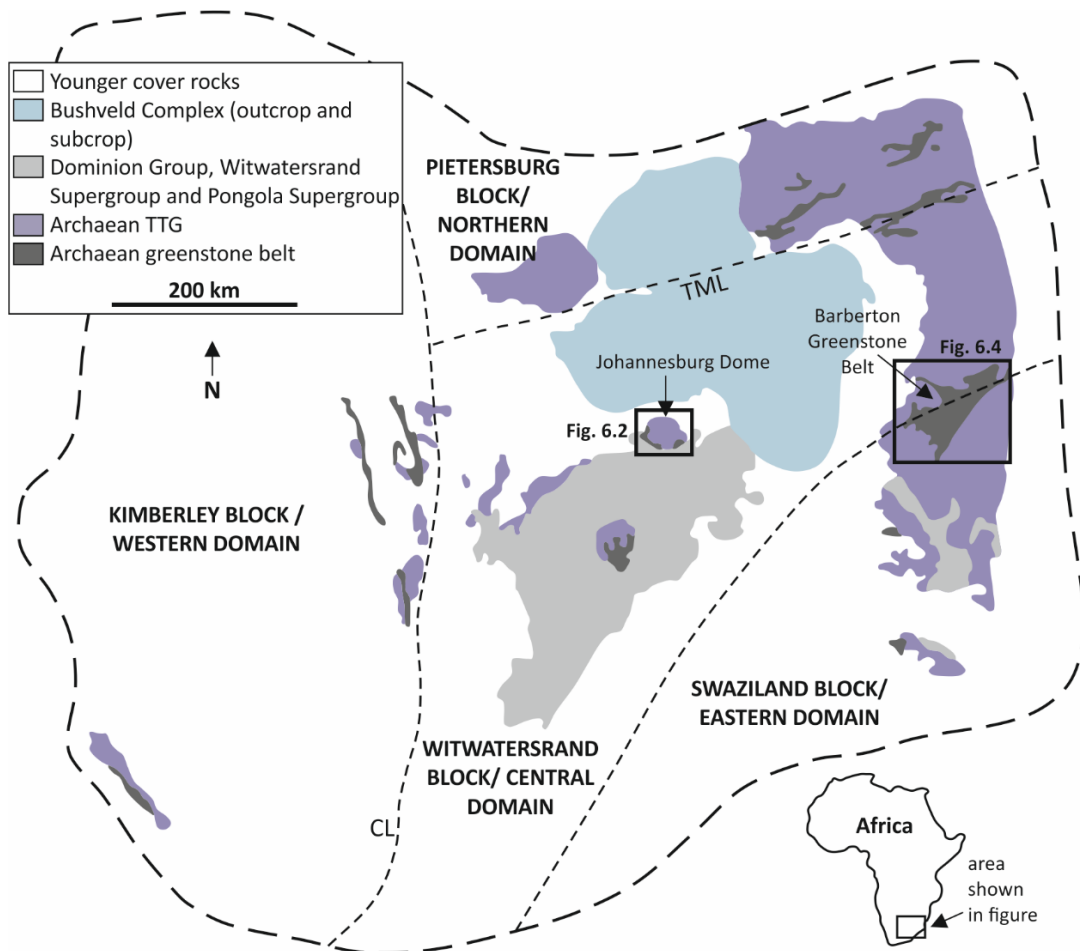 Younger cover rocks
Bushveld Complex (outcrop and
subcrop)
Dominion Group, Witwatersrand
Supergroup and Pongola Supergroup
Archaean TTG
Archaean greenstone belt
200 km
N
PIETERSBURG
BLOCK/
NORTHERN
DOMAIN
TML
Barberton
Greenstone
Belt
Fig. 6.4
Johannesburg Dome
Fig. 6.2
KIMBERLEY BLOCK /
WESTERN DOMAIN
SWAZILAND BLOCK/
EASTERN DOMAIN
WITWATERSRAND
BLOCK/ CENTRAL
DOMAIN
CL
Africa
area
shown
in figure